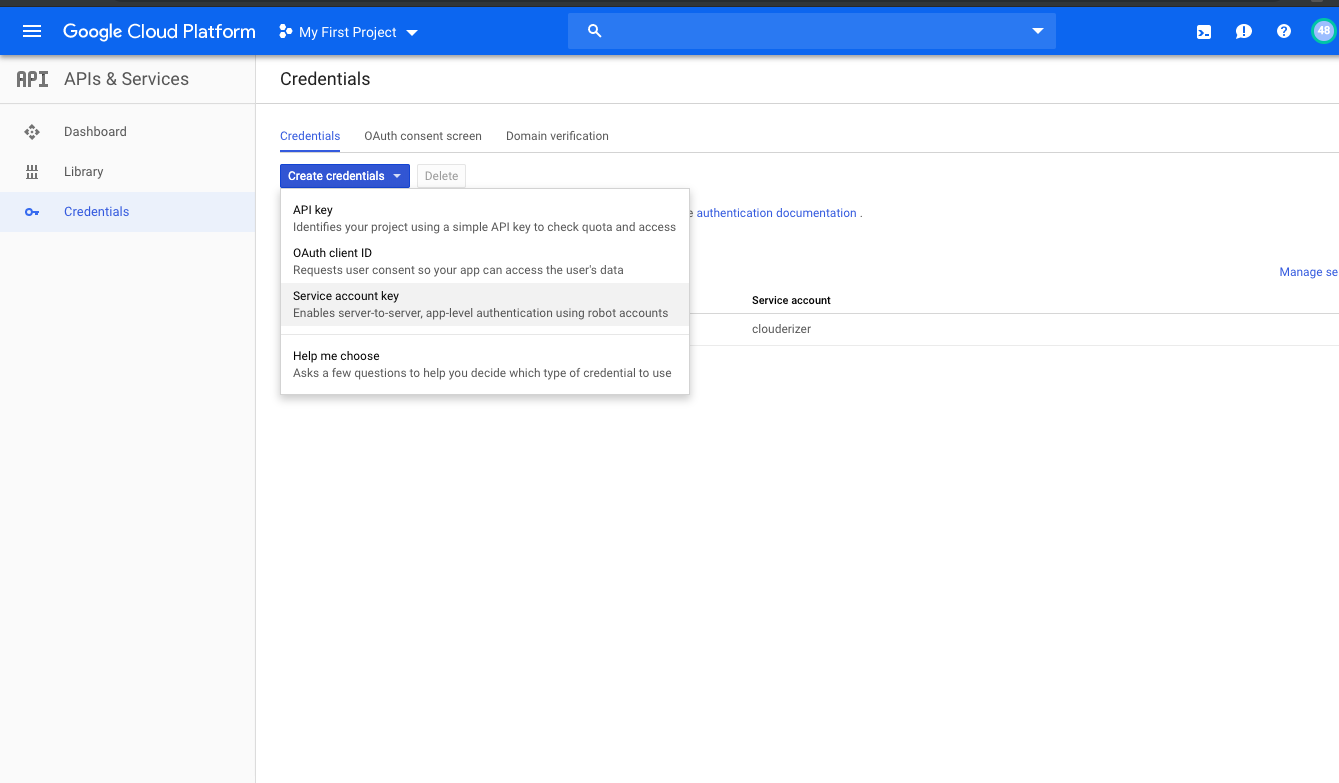 Google Cloud Platform
My First Project
48
API APIs & Services
Credentials
Dashboard
Library
Credentials
Credentials OAuth consent screen Domain verification
Create credentials Delete
API key
Identifies your project using a simple API key to check quota and access
authentication documentation .
OAuth client ID
Requests user consent so your app can access the user's data
Manage se
Service account key
Enables server-to-server, app-level authentication using robot accounts
Service account
clouderizer
Help me choose
Asks a few questions to help you decide which type of credential to use